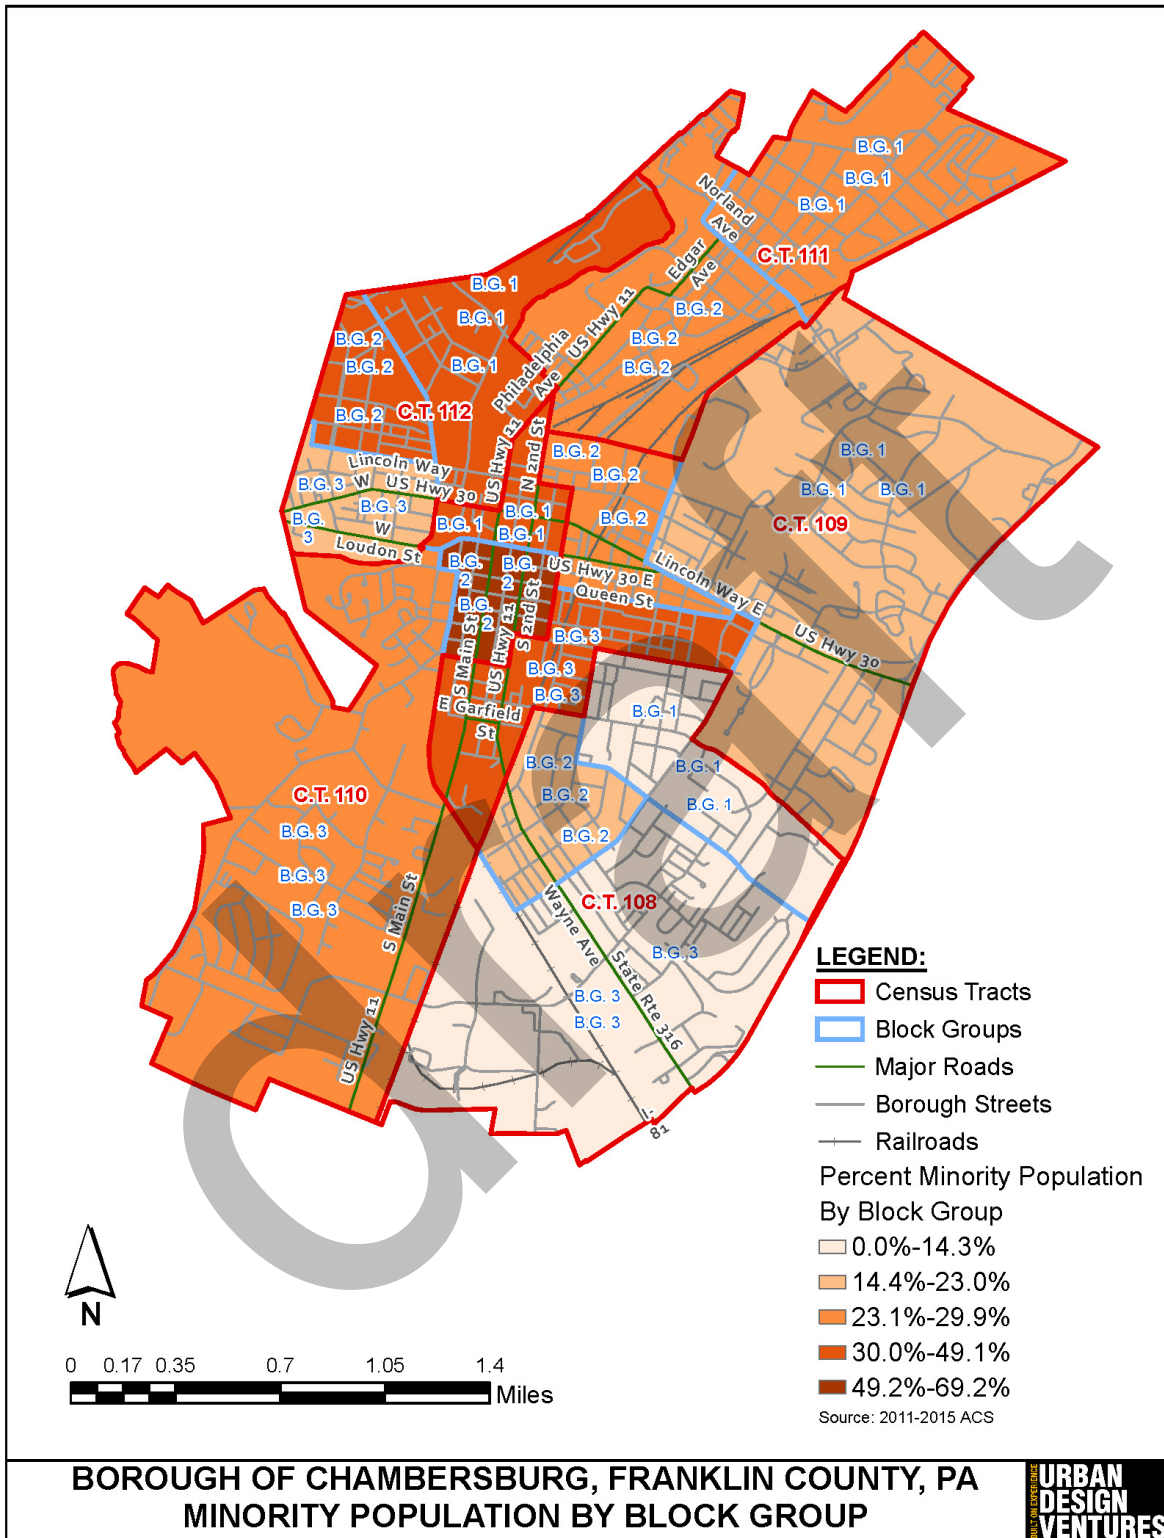 B.G. 1
B.G. 1
B.G. 1
Norland
Ave
C.T. 111
Edgar
Ave
B.G. 1
US Hwy 11
B.G. 2
B.G. 1
B.G. 2
B.G. 2
Philadelphia
Ave
B.G. 2
B.G. 2
B.G. 1
B.G. 2
C.T. 112
US Hwy 11
N 2nd St
B.G. 2
B.G. 1
Lincoln Way
W
US Hwy 30
B.G. 2
B.G. 3
B.G. 3
B.G. 1
B.G. 1
B.G. 1
B.G. 1
B.G. 2
C.T. 109
B.G.
3
W
Loudon St
B.G. 1
B.G.
2
B.G.
2
US Hwy 30 E
Lincoln Way E
Queen St
B.G.
2
S Main St
US Hwy 11
S 2nd St
B.G. 3
US Hwy 30
B.G. 3
B.G. 3
E Garfield
St
B.G. 1
B.G. 2
B.G. 1
C.T. 110
B.G. 2
B.G. 1
B.G. 3
B.G. 2
B.G. 3
B.G. 3
S Main St
Wayne Ave
C.T. 108
State Rte 316
B.G. 3
B.G. 3
B.G. 3
US Hwy 11
I- 81
draft
LEGEND:
Census Tracts
Block Groups
Major Roads
Borough Streets
Railroads
Percent Minority Population
By Block Group
0.0%-14.3%
14.4%-23.0%
23.1%-29.9%
30.0%-49.1%
49.2%-69.2%
Source: 2011-2015 ACS
N
0 0.17 0.35 0.7 1.05 1.4
Miles
BOROUGH OF CHAMBERSBURG, FRANKLIN COUNTY, PA
MINORITY POPULATION BY BLOCK GROUP
BUILT ON EXPERIENCE
URBAN
DESIGN
VENTURES